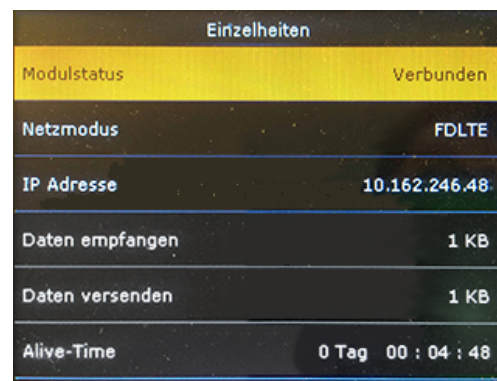 Einzelheiten
Modulstatus Verbunden
Netzmodus FDLTE
IP Adresse 10.162.246.48
Daten empfangen 1 KB
Daten versenden 1 KB
Alive-Time 0 Tag 00 : 04 : 48